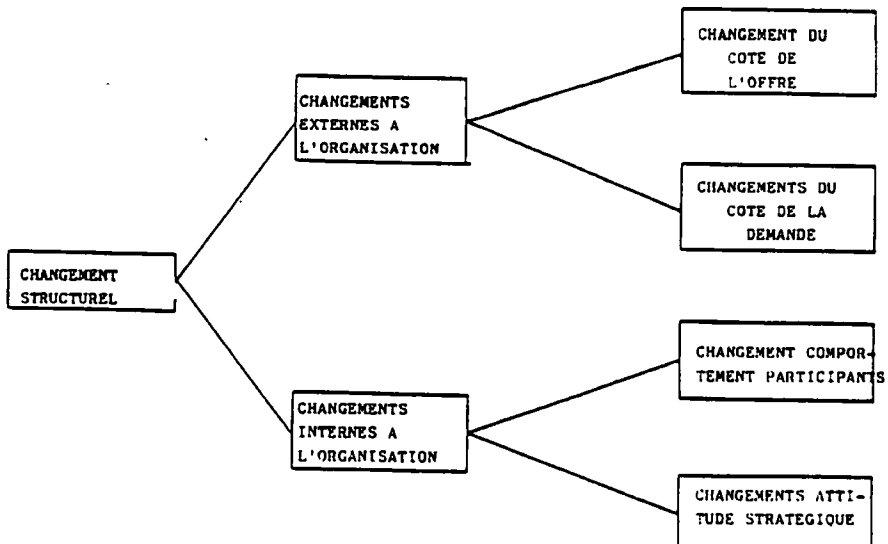 CHANGEMENT DU
COTE DE
L'OFFRE
CHANGEMENTS
EXTERNES A
L'ORGANISATION
CHANGEMENTS DU
COTE DE LA
DEMANDE
CHANGEMENT
STRUCTUREL
CHANGEMENT COMPOR-
TEMENT PARTICIPANTS
CHANGEMENTS
INTERNES A
L'ORGANISATION
CHANGEMENTS ATTI-
TUDE STRATEGIQUE